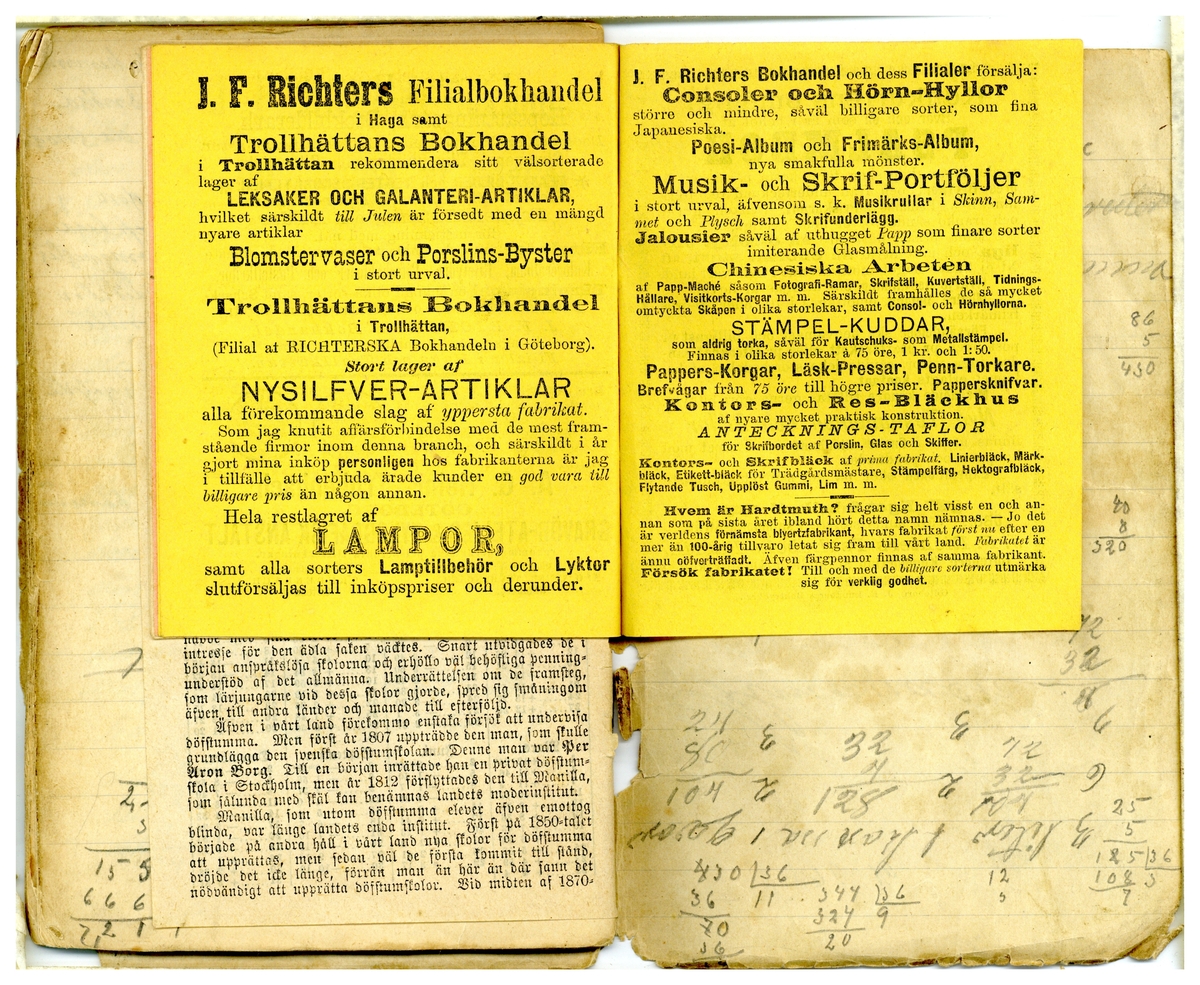 J. F. Richters Filialbokhandel
i Haga samt
Trollhättans Bokhandel
i Trollhättan rekommendera sitt välsorterade
lager af
LEKSAKER OCH GALANTERI-ARTIKLAR,
hvilket särskildt till Julen är försedt med en mängd
nyare artiklar
Blomstervaser och Porslins-Byster
i stort urval.
Trollhättans Bokhandel
i Trollhättan,
(Filial at RICHTERSKA Bokhandeln i Göteborg).
Stort lager af
NYSILFVER-ARTIKLAR
alla förekommande slag af yppersta fabrikat.
Som jag knutit affärsförbindelse med de mest fram-
stående firmor inom denna branch, och särskildt i år
gjort mina inköp personligen hos fabrikanterna är jag
i tillfälle att erbjuda ärade kunder en god vara till
billigare pris än någon annan.
Hela restlagret af
LAMPOR,
samt alla sorters Lamptillbehör och Lyktor
slutförsäljas till inköpspriser och derunder.
J. F. Richters Bokhandel och dess Filialer försälja:
Consoler och Hörn-Hyllor
större och mindre, såväl billigare sorter, som fina
Japanesiska.
Poesi-Album och Frimärks-Album,
nya smakfulla mönster.
Musik- och Skrif-Portföljer
i stort urval, äfvensom s. k. Musikrullar i Skinn, Sam-
met och Plysch samt Skrifunderlägg.
Jalousier såväl af uthugget Papp som finare sorter
imiterande Glasmålning.
Chinesiska Arbeten
af Papp-Maché såsom Fotografi-Ramar, Skrifställ, Kuvertställ, Tidnings-
Hållare, Visitkorts-Korgar m. m. Särskildt framhålles de så mycket
omtyckta Skåpen i olika storlekar, samt Consol- och Hörnhyllorna.
STÄMPEL-KUDDAR,
som aldrig torka, såväl för Kautschuks- som Metallstämpel.
Finnas i olika storlekar à 75 öre, 1 kr. och 1: 50.
Pappers-Korgar, Läsk-Pressar, Penn-Torkare.
Brefvågar från 75 öre till högre priser. Pappersknifvar.
Kontors- och Res-Bläckhus
af nyare mycket praktisk konstruktion.
ANTECKNINGS-TAFLOR
för Skrifbordet af Porslin, Glas och Skiffer.
Kontors- och Skrifbläck af prima fabrikat. Linierbläck, Märk-
bläck, Etikett-bläck för Trädgårdsmästare, Stämpelfärg, Hektografbläck,
Flytande Tusch, Upplöst Gummi, Lim m. m.
Hvem är Hardtmuth? frågar sig helt visst en och an-
nan som på sista året ibland hört detta namn nämnas. — Jo det
är verldens förnämsta blyertzfabrikant, hvars fabrikat först nu efter en
mer än 100-årig tillvaro letat sig fram till vårt land. Fabrikatet är
ännu oöfverträffadt. Äfven färgpennor finnas af samma fabrikant.
Försök fabrikatet! Till och med de billigare sorterna utmärka
sig för verklig godhet.
intresse för den ädla saken väcktes. Snart utvidgades de i
början anspråkslösa skolorna och erhöllo väl behöfliga penning-
understöd af det allmänna. Underrättelsen om de framsteg,
som lärjungarne vid dessa skolor gjorde, spred sig småningom
äfven till andra länder och manade till efterföljd.
Äfven i vårt land förekommo enstaka försök att undervisa
döfstumma. Men först år 1807 uppträdde den man, som skulle
grundlägga den svenska döfstumskolan. Denne man var Per
Aron Borg. Till en början inrättade han en privat döfstum-
skola i Stockholm, men år 1812 förflyttades den till Manilla,
som sålunda med skäl kan benämnas landets moderinstitut.
Manilla, som utom döfstumma elever äfven emottog
blinda, var länge landets enda institut. Först på 1850-talet
började på andra håll i vårt land nya skolor för döfstumma
att upprättas, men sedan väl de första kommit till stånd,
dröjde det icke länge, förrän man än här än där fann det
nödvändigt att upprätta döfstumskolor. Vid midten af 1870-
86
5
430
40
8
320
72
32
25
5
125 36
108 3
7
430 36
36 11
70
36
344 36
324 9
20
12